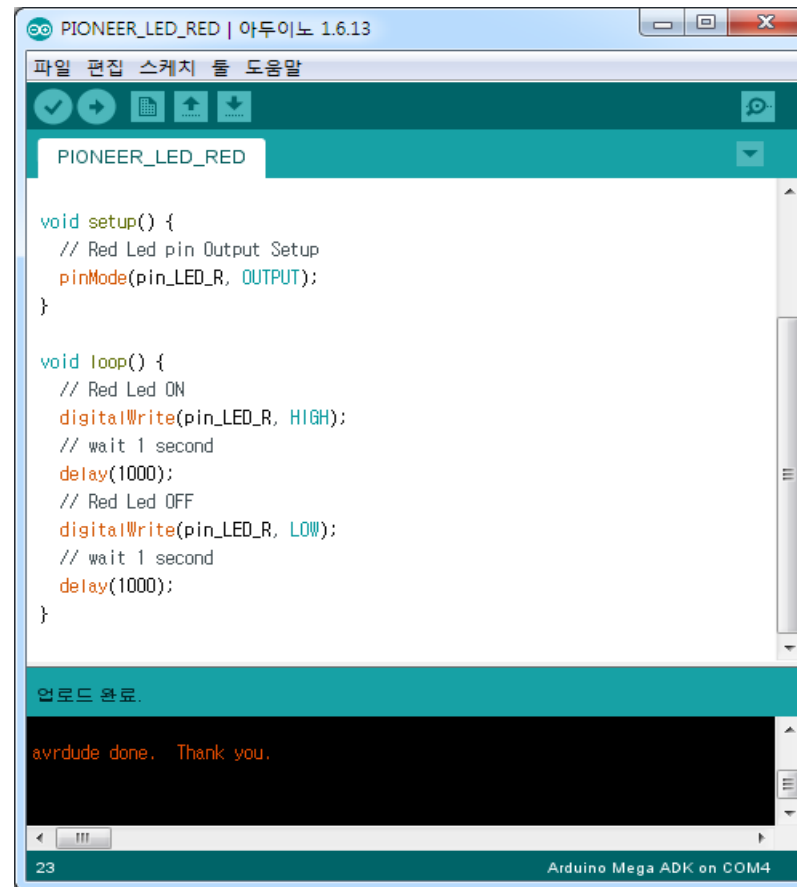 PIONEER_LED_RED | 아두이노 1.6.13
파일 편집 스케치 툴 도움말
PIONEER_LED_RED
void setup() {
// Red Led pin Output Setup
pinMode(pin_LED_R, OUTPUT);
}
void loop() {
// Red Led ON
digitalWrite(pin_LED_R, HIGH);
// wait 1 second
delay(1000);
// Red Led OFF
digitalWrite(pin_LED_R, LOW);
// wait 1 second
delay(1000);
}
업로드 완료.
avrdude done.  Thank you.
23 Arduino Mega ADK on COM4